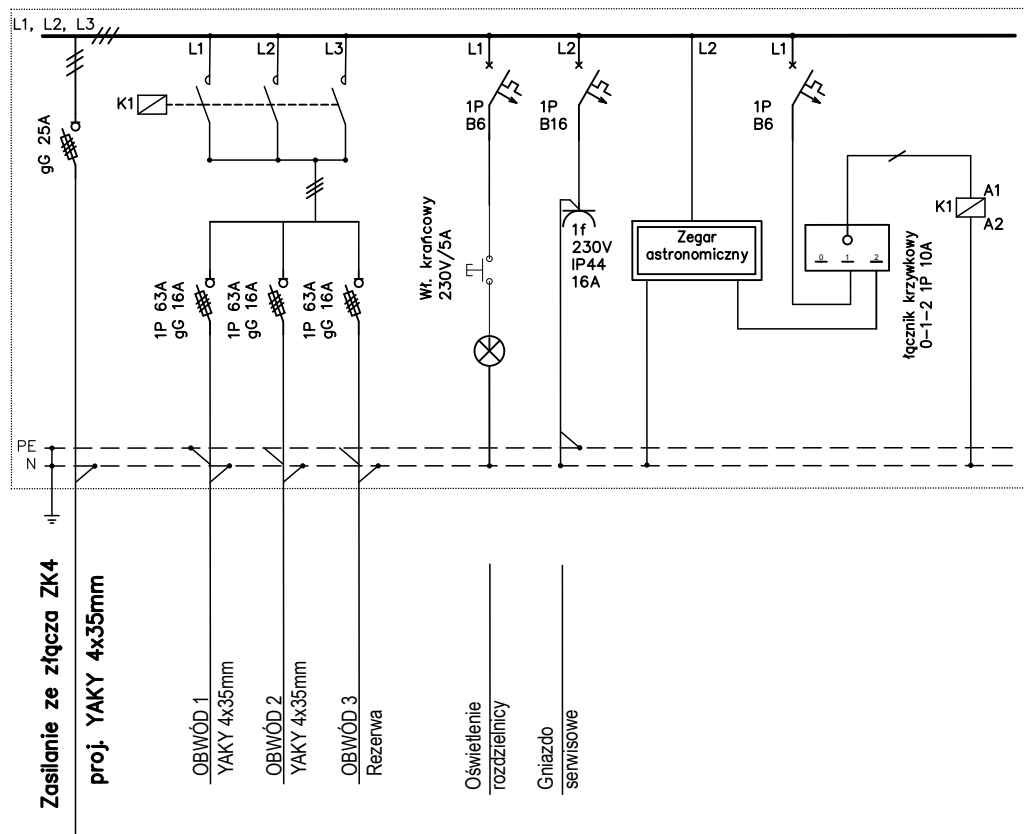 L1, L2, L3
L1
L2
L3
L1
L2
L2
L1
K1
gG 25A
1P
B6
1P
B16
1P
B6
1P 63A
gG 16A
1P 63A
gG 16A
1P 63A
gG 16A
Wł. krańcowy
230V/5A
1f
230V
IP44
16A
Zegar
astronomiczny
0 1 2
łącznik krzywkowy
0-1-2 1P 10A
K1
A1
A2
PE
N
Zasilanie ze złącza ZK4
proj. YAKY 4x35mm
OBWÓD 1
YAKY 4x35mm
OBWÓD 2
YAKY 4x35mm
OBWÓD 3
Rezerwa
Oświetlenie
rozdzielnicy
Gniazdo
serwisowe